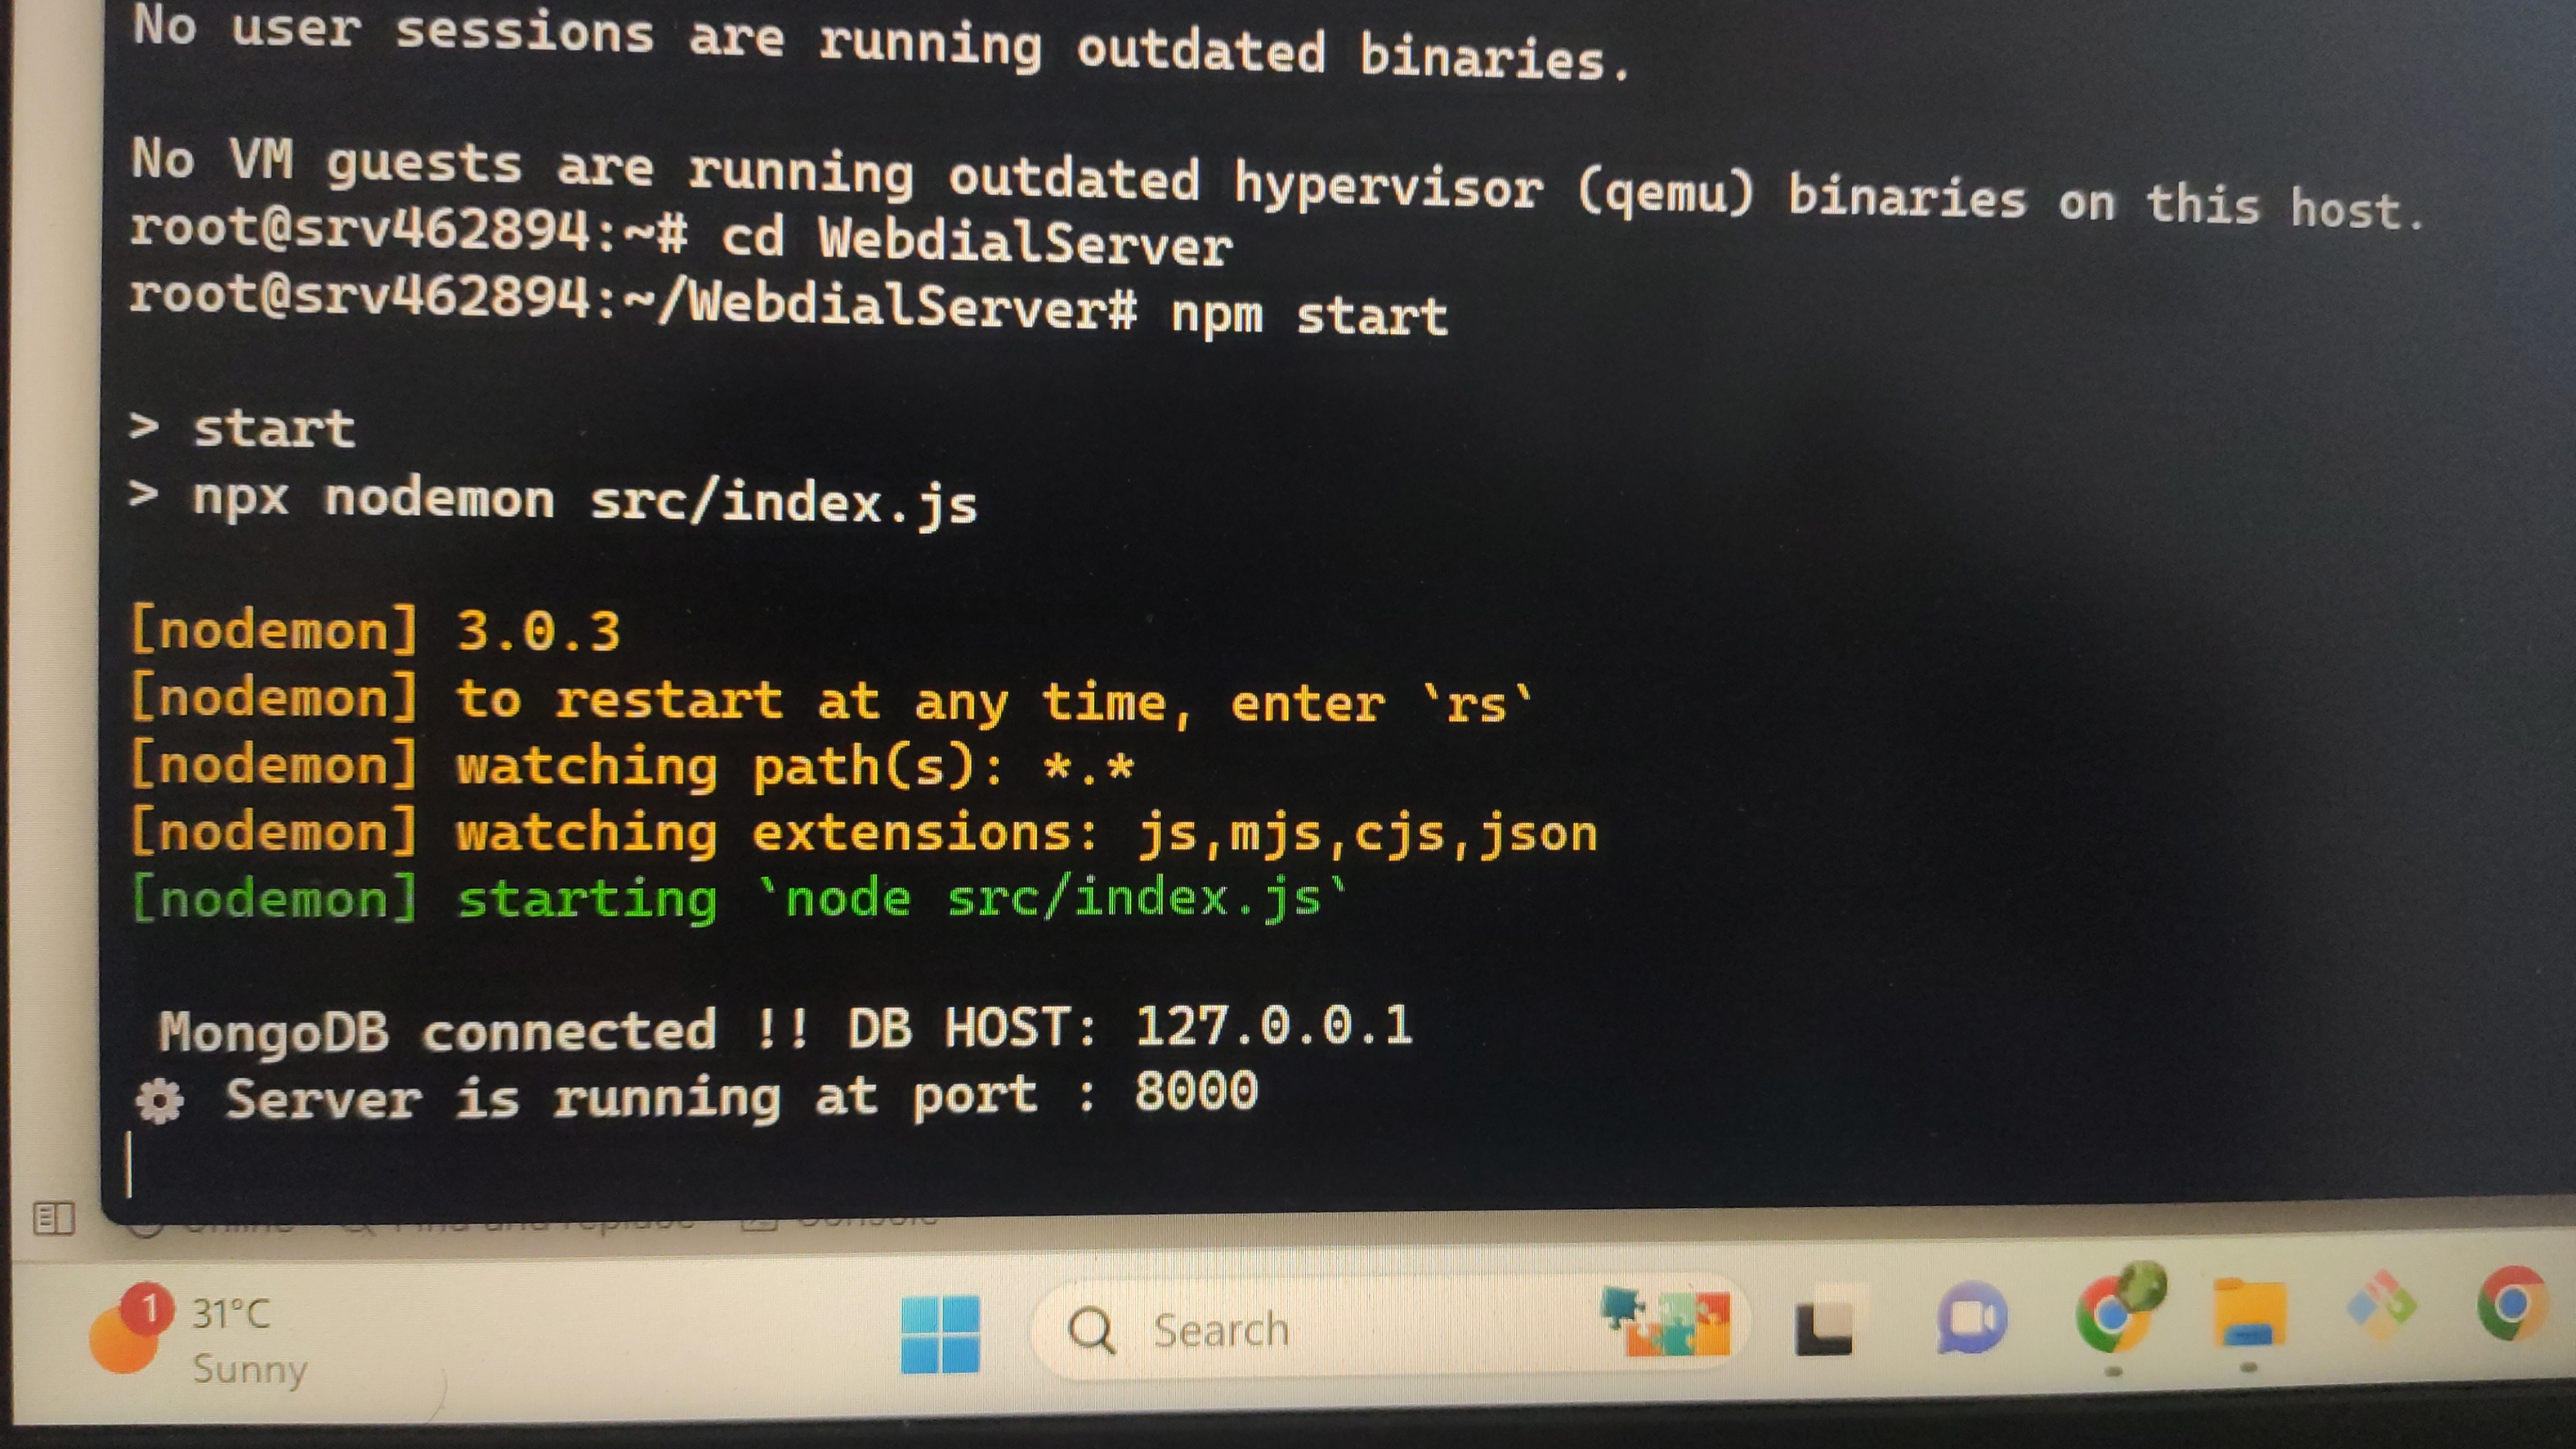 No user sessions are running outdated binaries.
No VM guests are running outdated hypervisor (qemu) binaries on this host.
root@srv462894:~# cd WebdialServer
root@srv462894:~/WebdialServer# npm start
> start
> npx nodemon src/index.js
[nodemon] 3.0.3
[nodemon] to restart at any time, enter `rs`
[nodemon] watching path(s): *.*
[nodemon] watching extensions: js,mjs,cjs,json
[nodemon] starting `node src/index.js`
MongoDB connected !! DB HOST: 127.0.0.1
⚙ Server is running at port : 8000
1
31°C
Sunny
Search